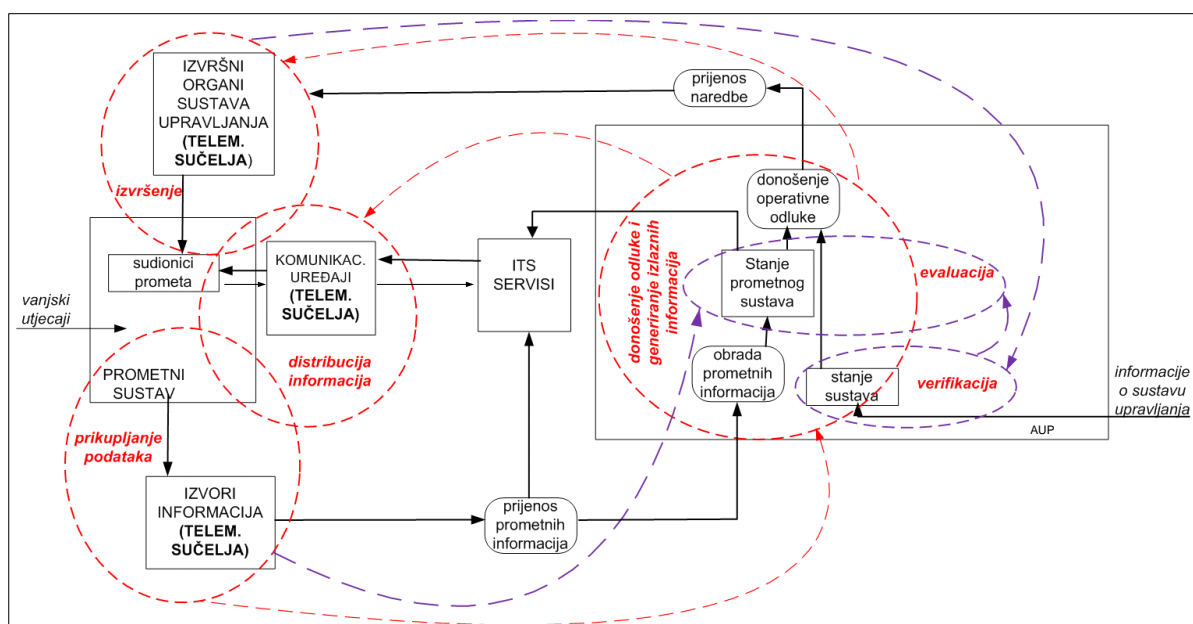 IZVRŠNI
ORGANI
SUSTAVA
UPRAVLJANJA
(TELEM.
SUČELJA)
izvršenje
prijenos
naredbe
donošenje
operativne
odluke
sudionici
prometa
KOMUNIKAC.
UREĐAJI
(TELEM.
SUČELJA)
ITS
SERVISI
donošenje odluke i
generiranje izlaznih
informacija
Stanje
prometnog
sustava
evaluacija
vanjski
utjecaji
distribucija
informacija
obrada
prometnih
informacija
stanje
sustava
verifikacija
informacije
o sustavu
upravljanja
AUP
PROMETNI
SUSTAV
prikupljanje
podataka
IZVORI
INFORMACIJA
(TELEM.
SUČELJA)
prijenos
prometnih
informacija